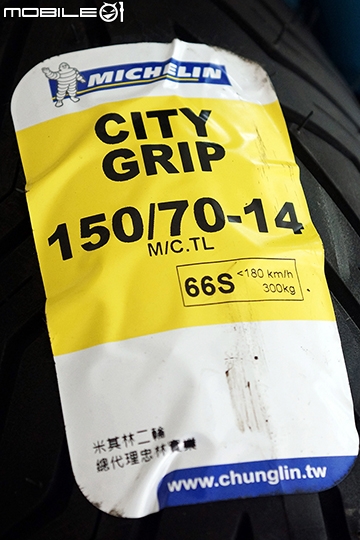 MOBILE01
MICHELIN
CITY
GRIP
150/70-14
M/C.TL
66S
<180 km/h
300kg
米其林二輪
總代理忠林實業
www.chunglin.tw